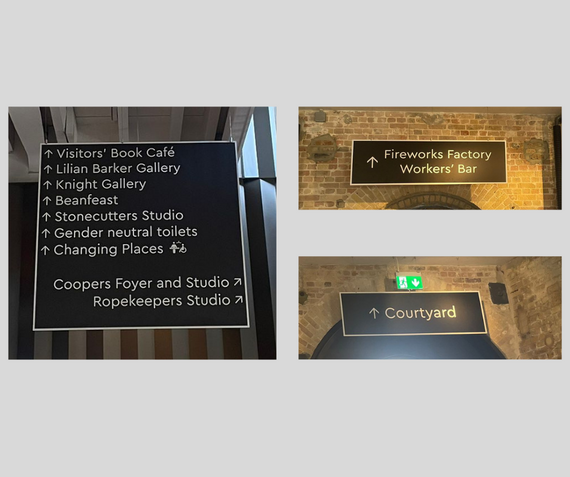 ↑ Visitors' Book Café
↑ Lilian Barker Gallery
↑ Knight Gallery
↑ Beanfeast
↑ Stonecutters Studio
↑ Gender neutral toilets
↑ Changing Places
Coopers Foyer and Studio ↗
Ropekeepers Studio ↗
↑ Fireworks Factory
Workers' Bar
↑ Courtyard